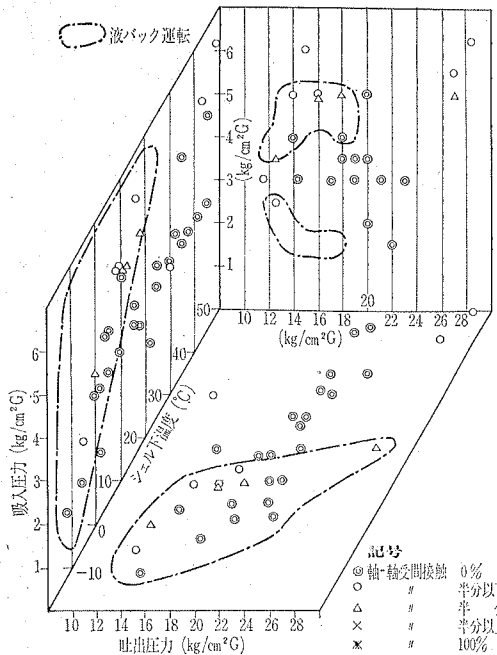 液バック運転
6
5
4
3
2
1
(kg/cm²G)
10 12 14 16 18 20 22 24 26 28
(kg/cm²G)
50
40
30
20
10
0
-10
シェル下温度 (℃)
6
5
4
3
2
1
吸入圧力 (kg/cm²G)
10 12 14 16 18 20 22 24 26 28
吐出圧力 (kg/cm²G)
記号
◎ 軸-軸受間接触 0%
○ 〃 半分以下
△ 〃 半
× 〃 半分以
〃 100%